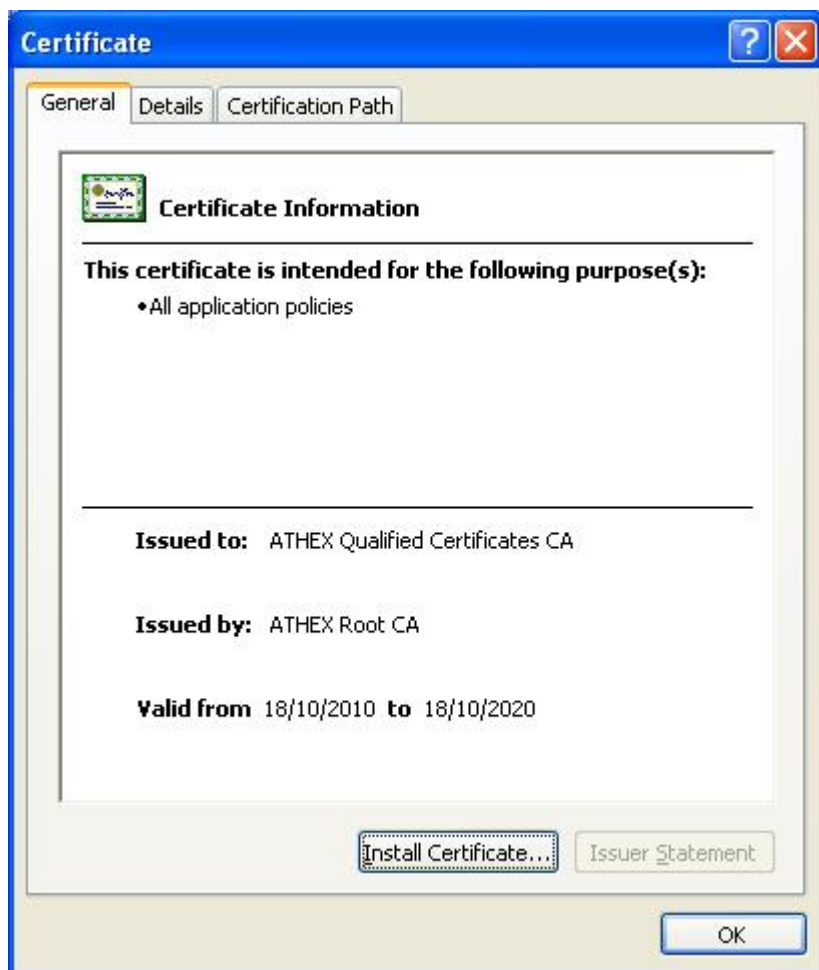 Certificate
General Details Certification Path
Certificate Information
This certificate is intended for the following purpose(s):
•All application policies
Issued to: ATHEX Qualified Certificates CA
Issued by: ATHEX Root CA
Valid from 18/10/2010 to 18/10/2020
Install Certificate... Issuer Statement
OK